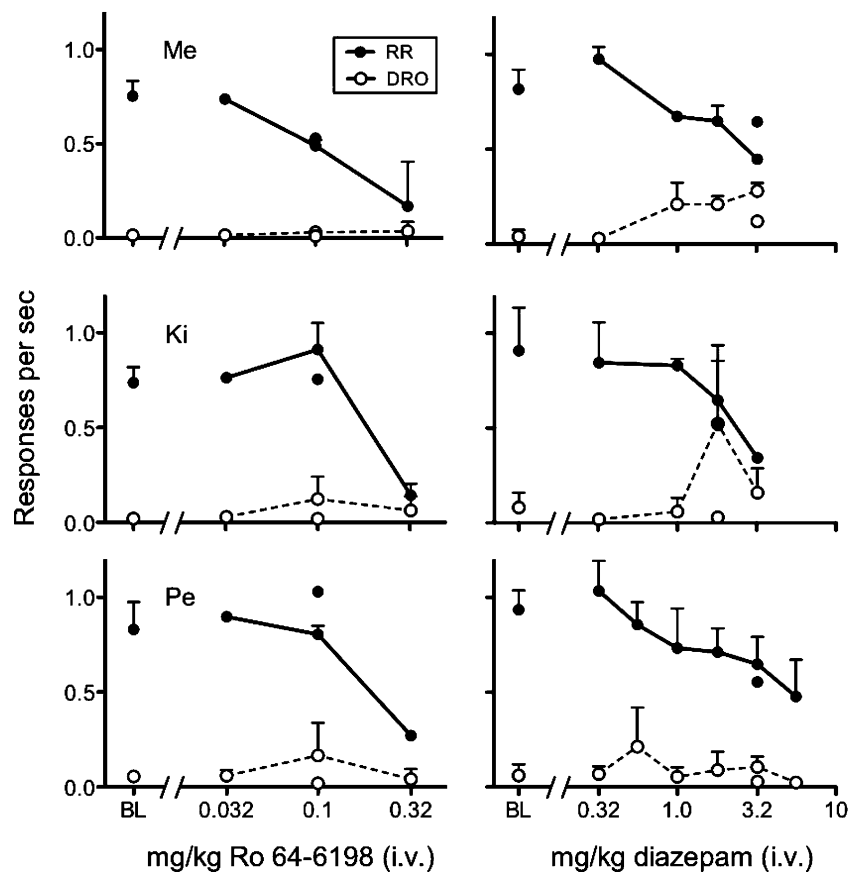 Me
RR
DRO
1.0
0.5
0.0
Ki
1.0
0.5
0.0
Responses per sec
Pe
1.0
0.5
0.0
BL 0.032 0.1 0.32
BL 0.32 1.0 3.2 10
mg/kg Ro 64-6198 (i.v.)
mg/kg diazepam (i.v.)